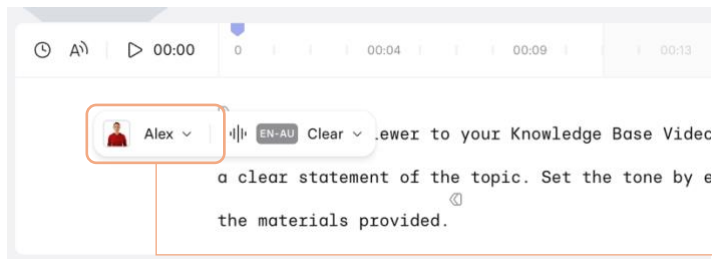 A 00:00 0 00:04 00:09 00:13
Alex EN-AU Clear ewer to your Knowledge Base Video
a clear statement of the topic. Set the tone by e
the materials provided.